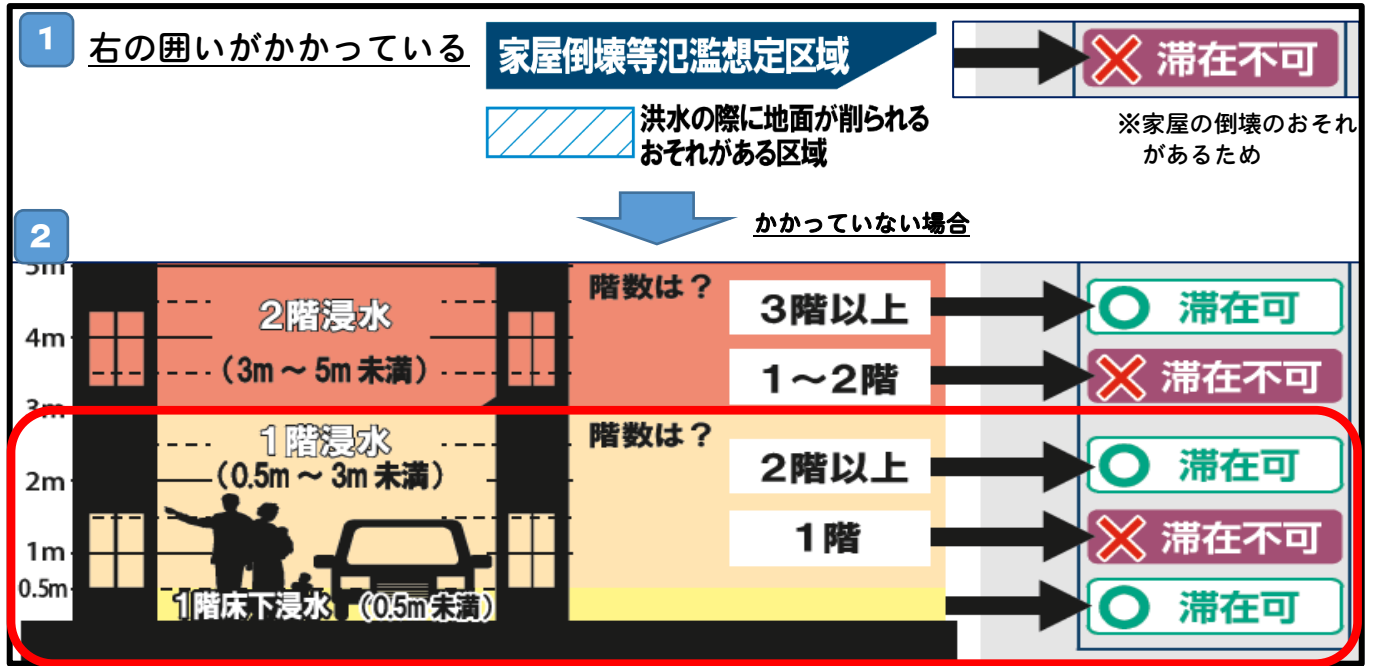 1
右の囲いがかかっている
家屋倒壊等氾濫想定区域
滞在不可
洪水の際に地面が削られる
おそれがある区域
※家屋の倒壊のおそれ
があるため
かかっていない場合
2
5m
階数は？
2階浸水
3階以上
滞在可
4m
（3m～5m未満）
1～2階
滞在不可
3m
1階浸水
階数は？
（0.5m～3m未満）
2階以上
滞在可
2m
1階
滞在不可
1m
0.5m
1階床下浸水（0.5m未満）
滞在可